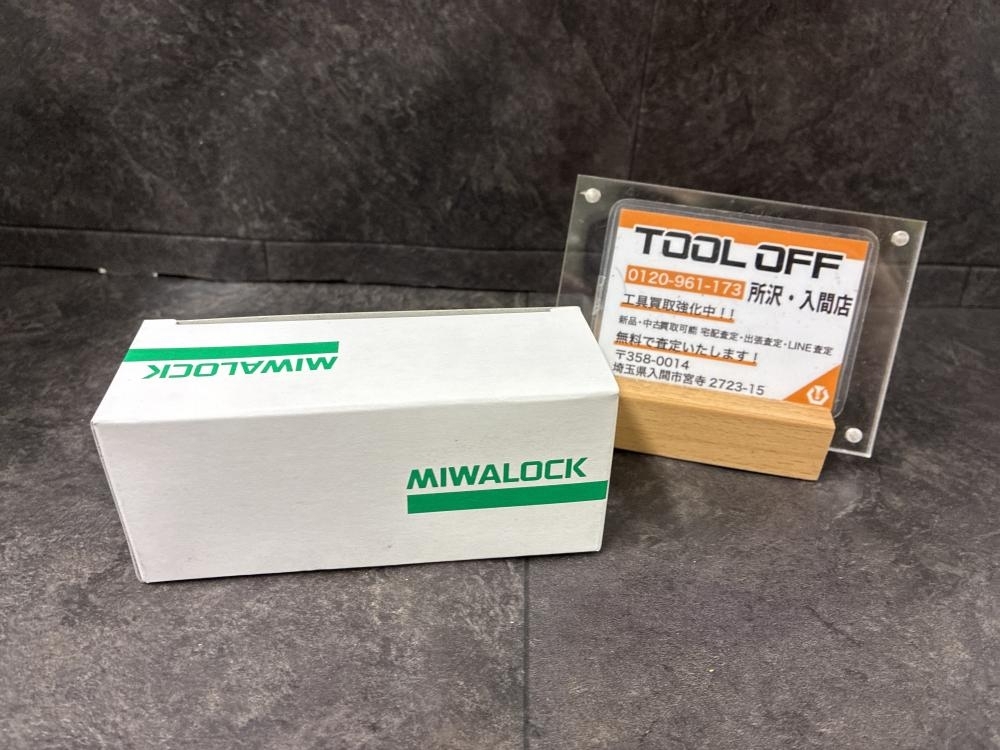 MIWALOCK
MIWALOCK
TOOL OFF
0120-961-173 所沢・入間店
工具買取強化中！！
新品・中古買取可能 宅配査定・出張査定・LINE査定
無料で査定いたします！
〒358-0014
埼玉県入間市宮寺 2723-15